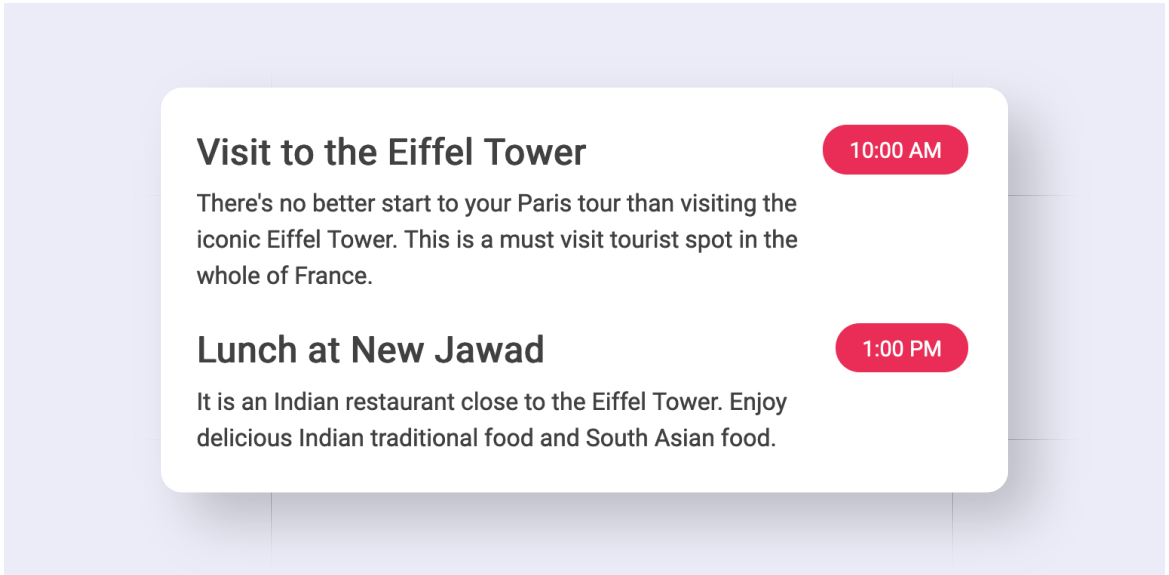 Visit to the Eiffel Tower
10:00 AM
There's no better start to your Paris tour than visiting the
iconic Eiffel Tower. This is a must visit tourist spot in the
whole of France.
Lunch at New Jawad
1:00 PM
It is an Indian restaurant close to the Eiffel Tower. Enjoy
delicious Indian traditional food and South Asian food.